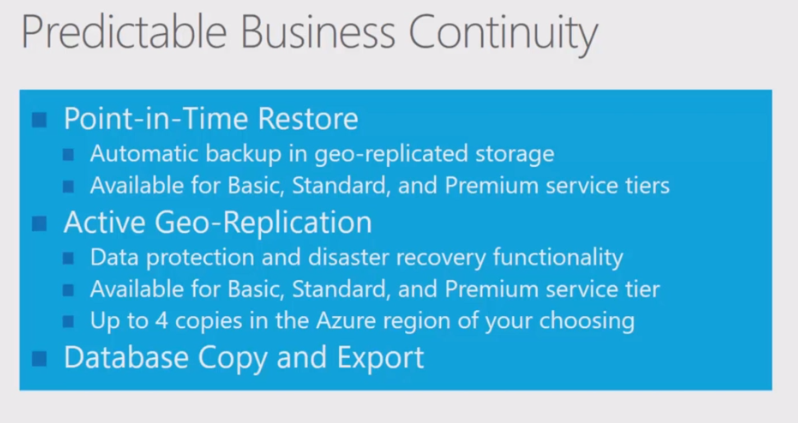 Predictable Business Continuity
Point-in-Time Restore
Automatic backup in geo-replicated storage
Available for Basic, Standard, and Premium service tiers
Active Geo-Replication
Data protection and disaster recovery functionality
Available for Basic, Standard, and Premium service tier
Up to 4 copies in the Azure region of your choosing
Database Copy and Export